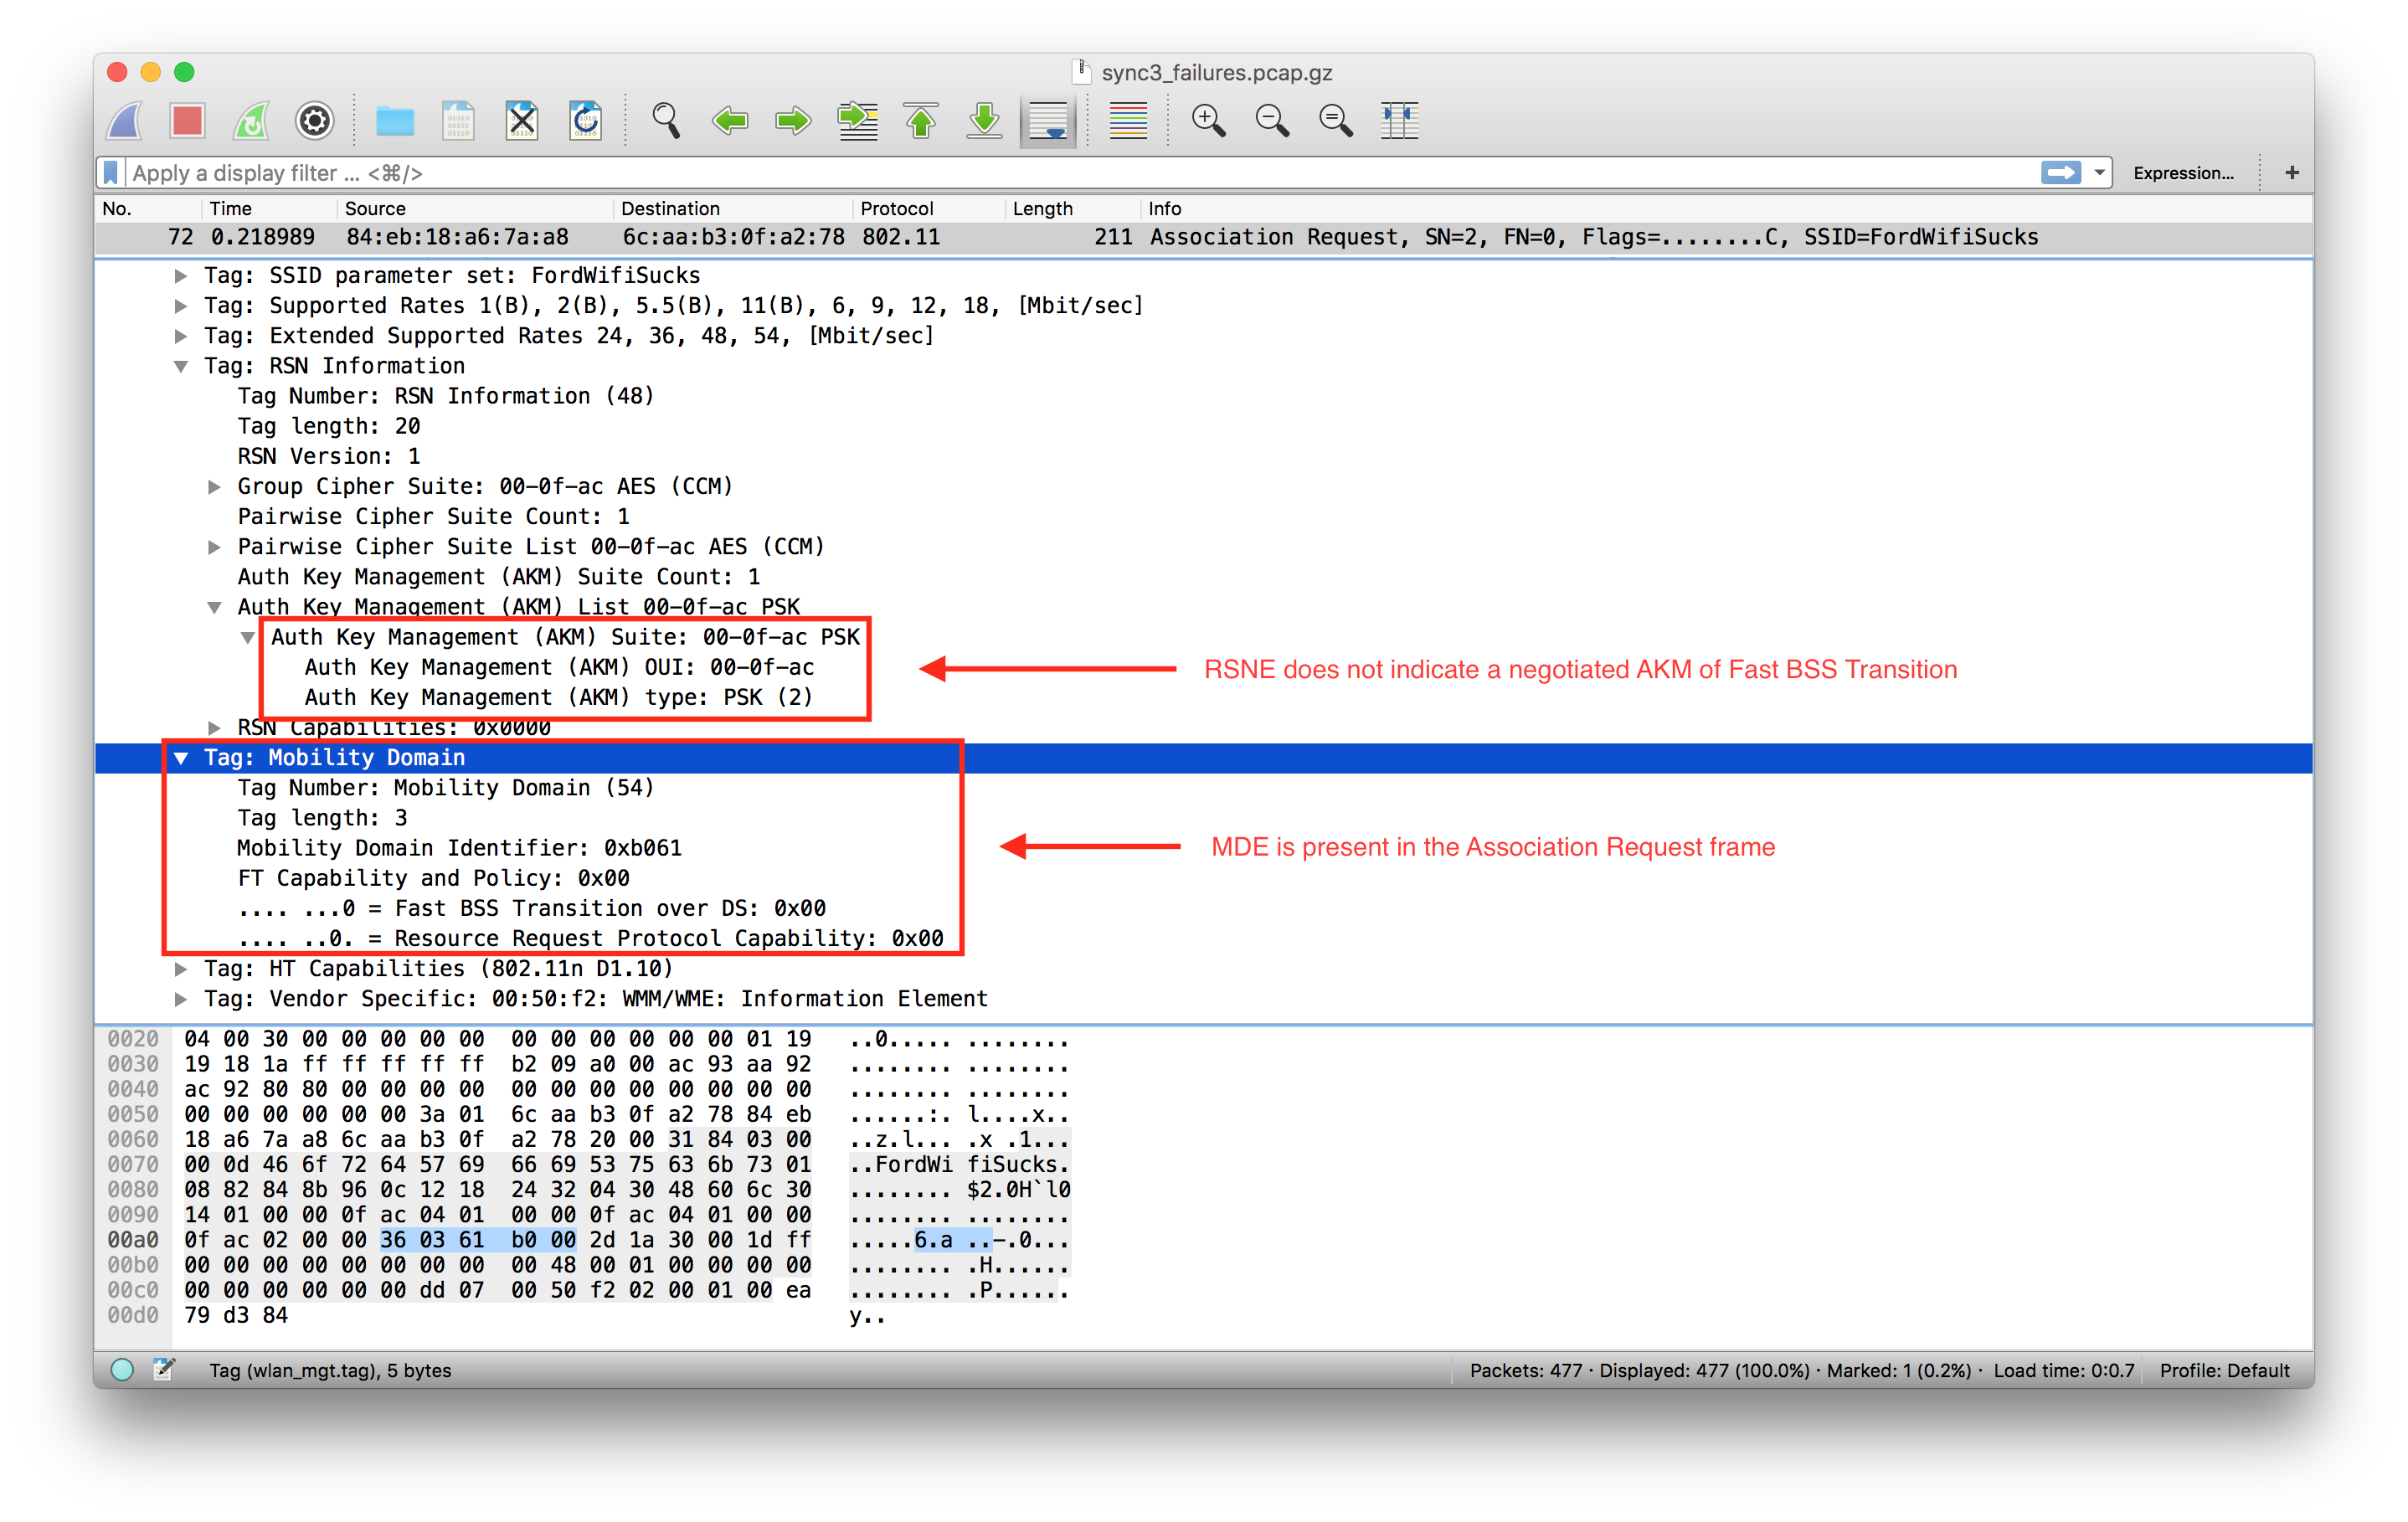 sync3_failures.pcap.gz
Apply a display filter ... <⌘/>
Expression...
+
No. Time Source Destination Protocol Length Info
72 0.218989 84:eb:18:a6:7a:a8 6c:aa:b3:0f:a2:78 802.11 211 Association Request, SN=2, FN=0, Flags=........C, SSID=FordWifiSucks
Tag: SSID parameter set: FordWifiSucks
Tag: Supported Rates 1(B), 2(B), 5.5(B), 11(B), 6, 9, 12, 18, [Mbit/sec]
Tag: Extended Supported Rates 24, 36, 48, 54, [Mbit/sec]
Tag: RSN Information
Tag Number: RSN Information (48)
Tag length: 20
RSN Version: 1
Group Cipher Suite: 00-0f-ac AES (CCM)
Pairwise Cipher Suite Count: 1
Pairwise Cipher Suite List 00-0f-ac AES (CCM)
Auth Key Management (AKM) Suite Count: 1
Auth Key Management (AKM) List 00-0f-ac PSK
Auth Key Management (AKM) Suite: 00-0f-ac PSK
Auth Key Management (AKM) OUI: 00-0f-ac
RSNE does not indicate a negotiated AKM of Fast BSS Transition
Auth Key Management (AKM) type: PSK (2)
RSN Capabilities: 0x0000
Tag: Mobility Domain
Tag Number: Mobility Domain (54)
Tag length: 3
Mobility Domain Identifier: 0xb061
MDE is present in the Association Request frame
FT Capability and Policy: 0x00
.... ...0 = Fast BSS Transition over DS: 0x00
.... ..0. = Resource Request Protocol Capability: 0x00
Tag: HT Capabilities (802.11n D1.10)
Tag: Vendor Specific: 00:50:f2: WMM/WME: Information Element
0020 04 00 30 00 00 00 00 00 00 00 00 00 00 00 01 19 ..0..... ........
0030 19 18 1a ff ff ff ff ff b2 09 a0 00 ac 93 aa 92 ........ ........
0040 ac 92 80 80 00 00 00 00 00 00 00 00 00 00 00 00 ........ ........
0050 00 00 00 00 00 00 3a 01 6c aa b3 0f a2 78 84 eb ......:. l....x..
0060 18 a6 7a a8 6c aa b3 0f a2 78 20 00 31 84 03 00 ..z.l... .x .1...
0070 00 0d 46 6f 72 64 57 69 66 69 53 75 63 6b 73 01 ..FordWi fiSucks.
0080 08 82 84 8b 96 0c 12 18 24 32 04 30 48 60 6c 30 ........ $2.0H`l0
0090 14 01 00 00 0f ac 04 01 00 00 0f ac 04 01 00 00 ........ ........
00a0 0f ac 02 00 00 36 03 61 b0 00 2d 1a 30 00 1d ff .....6.a ..-.0...
00b0 00 00 00 00 00 00 00 00 00 48 00 01 00 00 00 00 ........ .H......
00c0 00 00 00 00 00 00 dd 07 00 50 f2 02 00 01 00 ea ........ .P......
00d0 79 d3 84 y..
Tag (wlan_mgt.tag), 5 bytes
Packets: 477 · Displayed: 477 (100.0%) · Marked: 1 (0.2%) · Load time: 0:0.7
Profile: Default